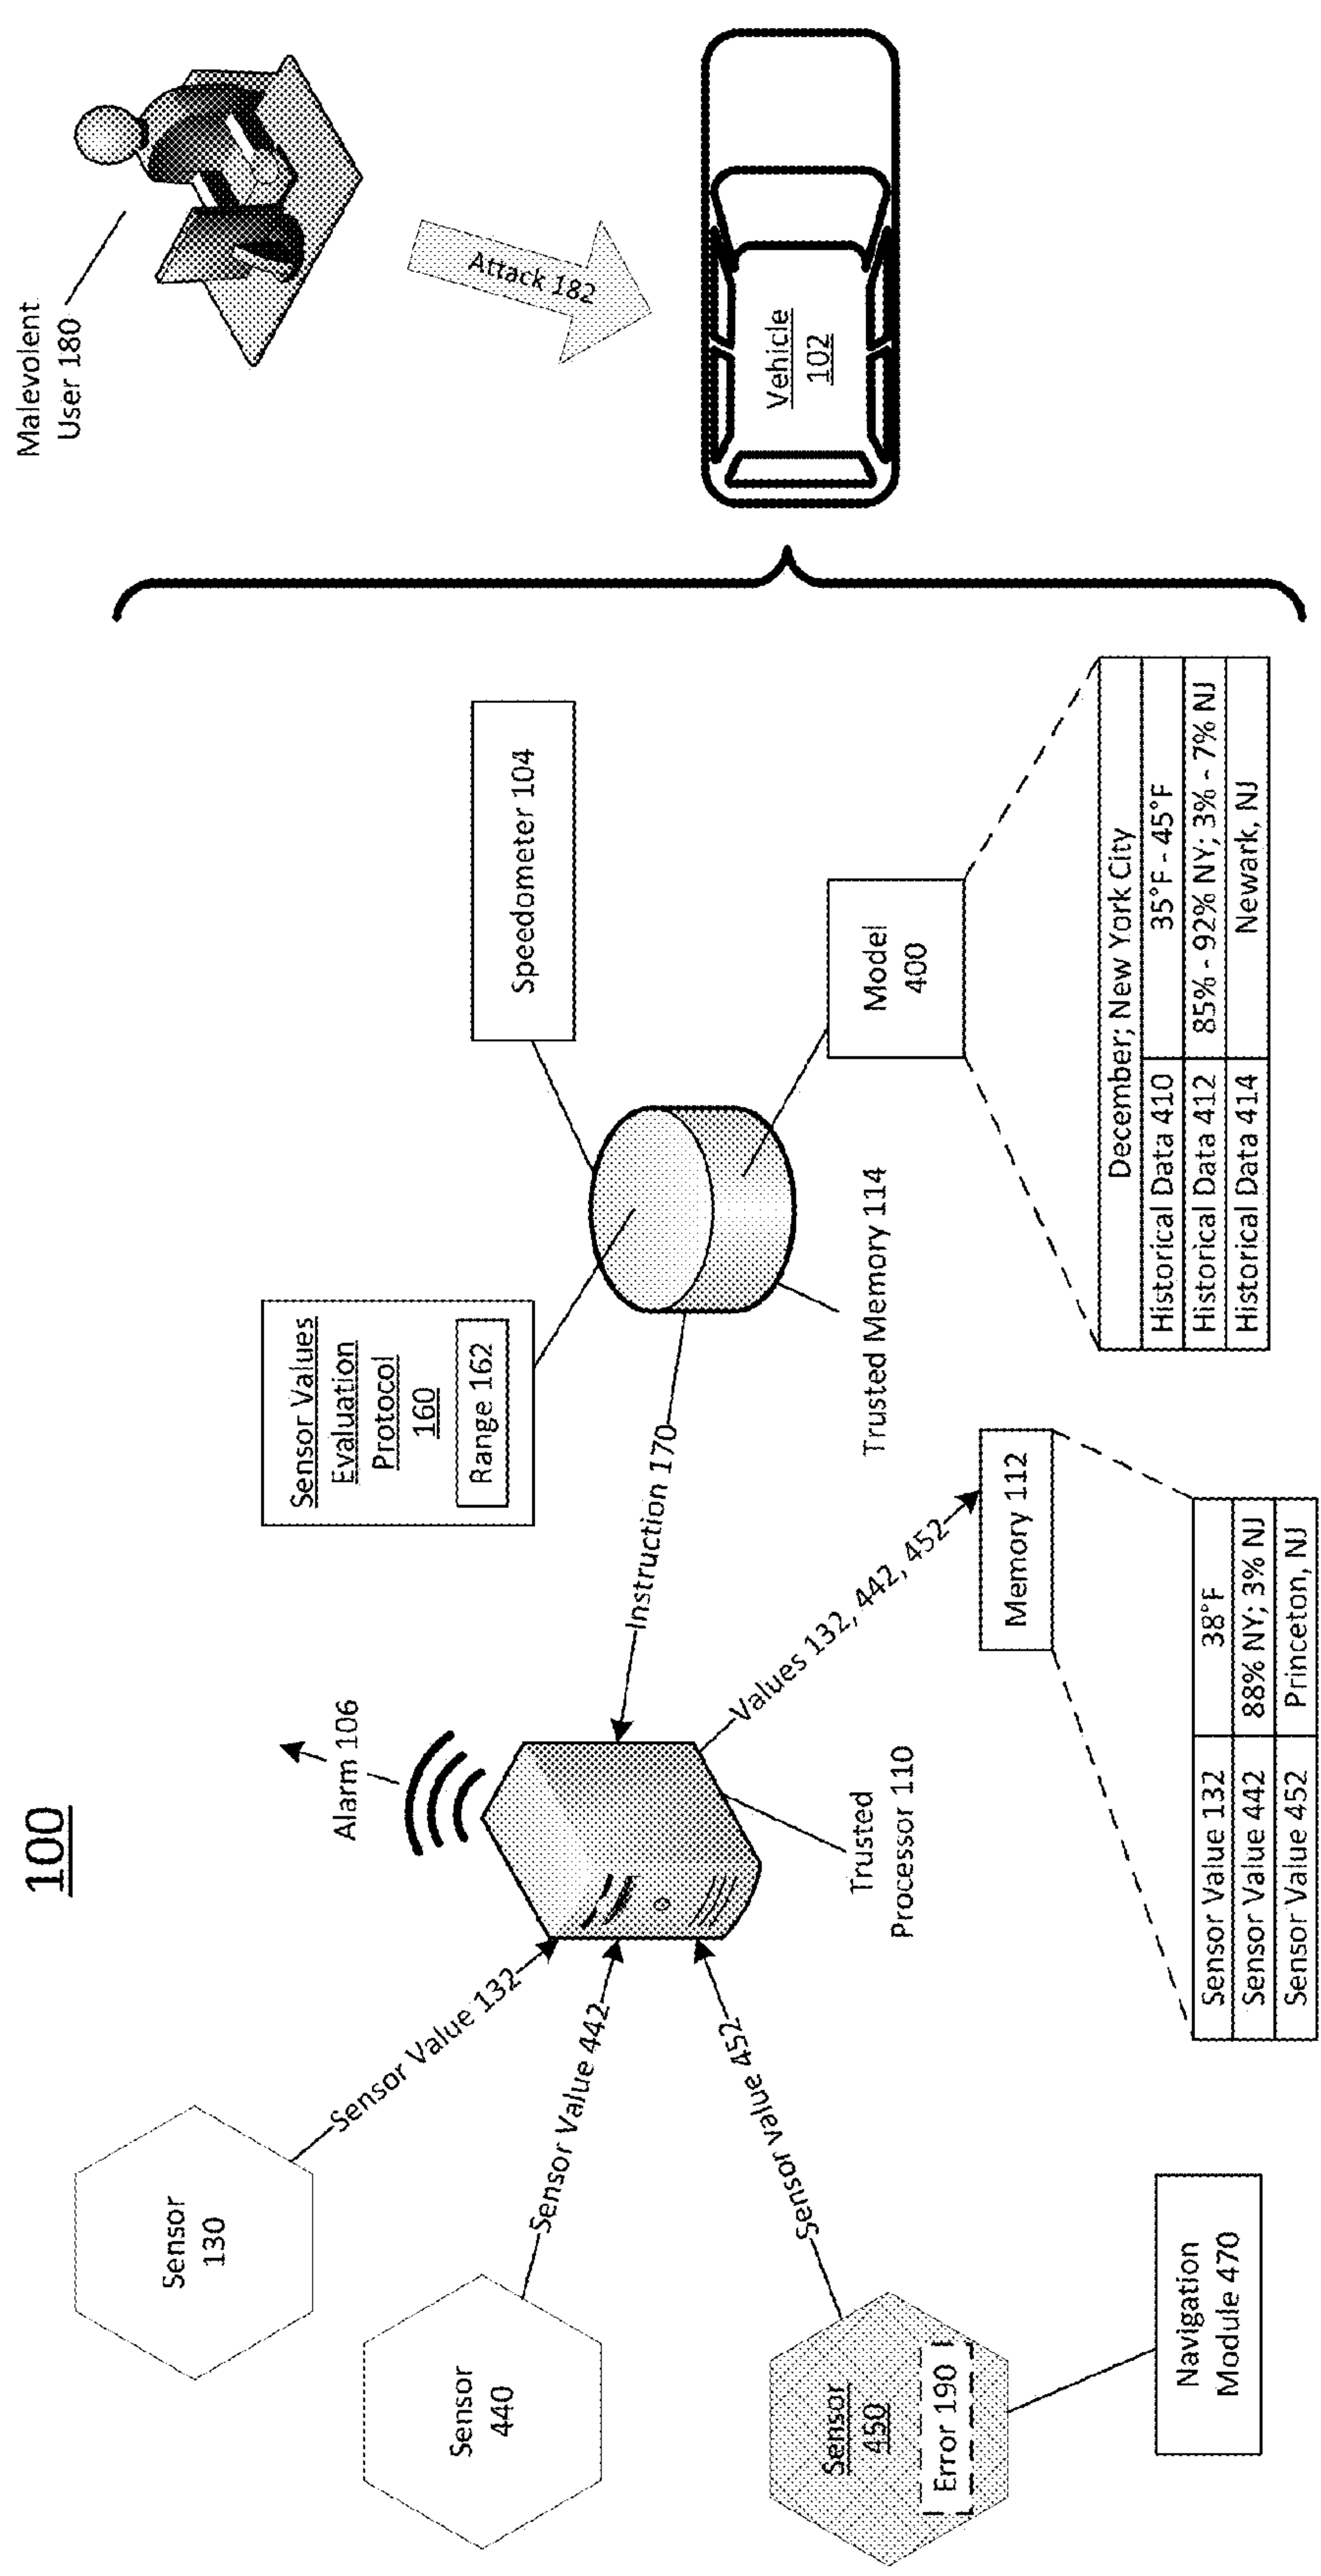 100
Sensor
130
Sensor
440
Sensor
450
Error 190
Navigation
Module 470
Sensor Value 132
Sensor Value 442
Sensor value 452
Alarm 106
Trusted
Processor 110
Instruction 170
Values 132, 442, 452
Memory 112
Sensor Value 132 38°F
Sensor Value 442 88% NY; 3% NJ
Sensor Value 452 Princeton, NJ
Sensor Values
Evaluation
Protocol
160
Range 162
Trusted Memory 114
Speedometer 104
Model
400
December; New York City
Historical Data 410 35°F - 45°F
Historical Data 412 85% - 92% NY; 3% - 7% NJ
Historical Data 414 Newark, NJ
Malevolent
User 180
Attack 182
Vehicle
102